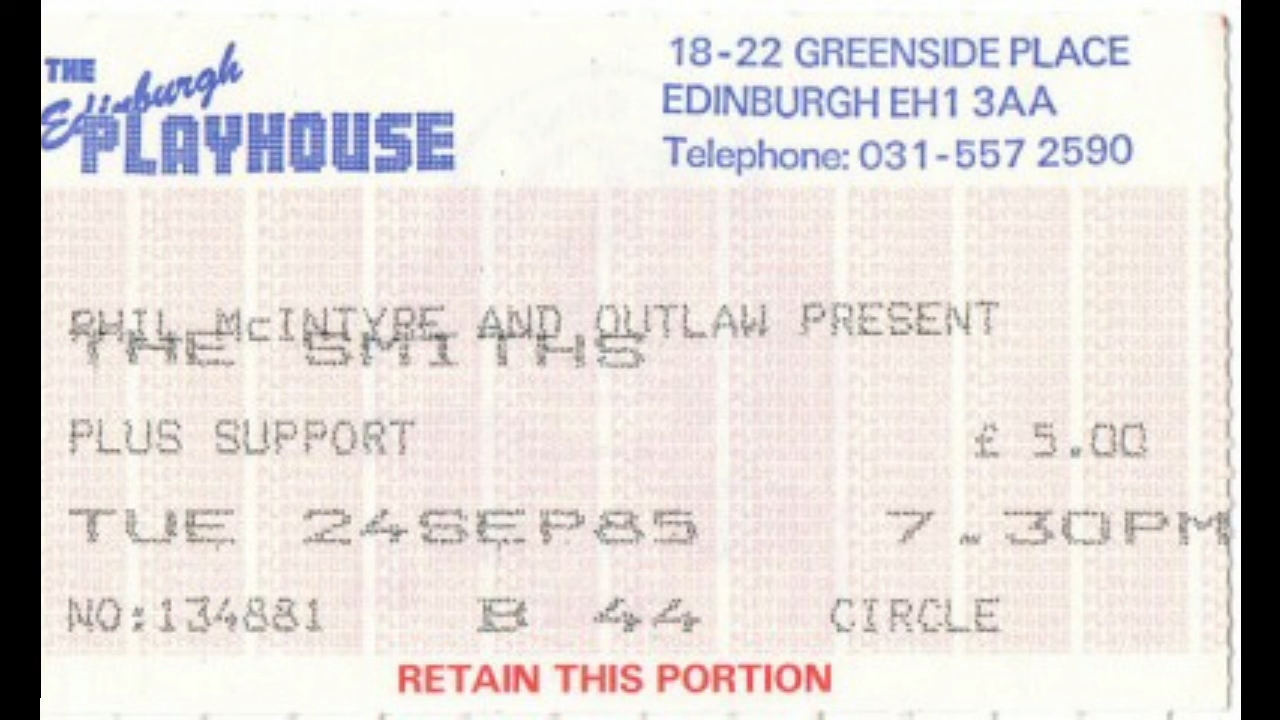 THE
Edinburgh
PLAYHOUSE
18-22 GREENSIDE PLACE
EDINBURGH EH1 3AA
Telephone: 031-557 2590
PHIL McINTYRE AND OUTLAW PRESENT
THE SMITHS
PLUS SUPPORT £ 5.00
TUE 24SEP85 7.30PM
NO:134881 B 44 CIRCLE
RETAIN THIS PORTION